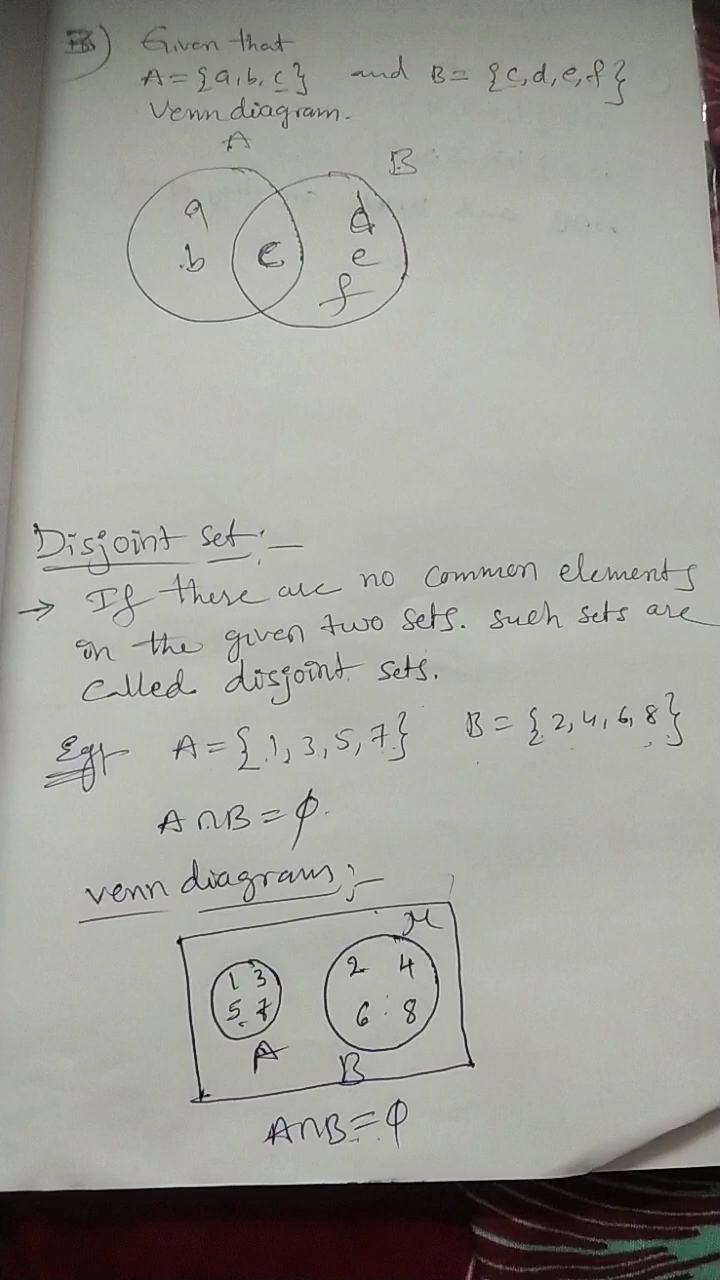 B) Given that
A = {a, b, c} and B = {c, d, e, f}
Venn diagram.
A
B
a
b
c
d
e
f
Disjoint set :-
→ If there are no common elements
in the given two sets. such sets are
called disjoint sets.
Eg:- A = {1, 3, 5, 7} B = {2, 4, 6, 8}
A ∩ B = ϕ.
venn diagram :-
μ
1 3
5 7
2 4
6 8
A
B
A ∩ B = ϕ